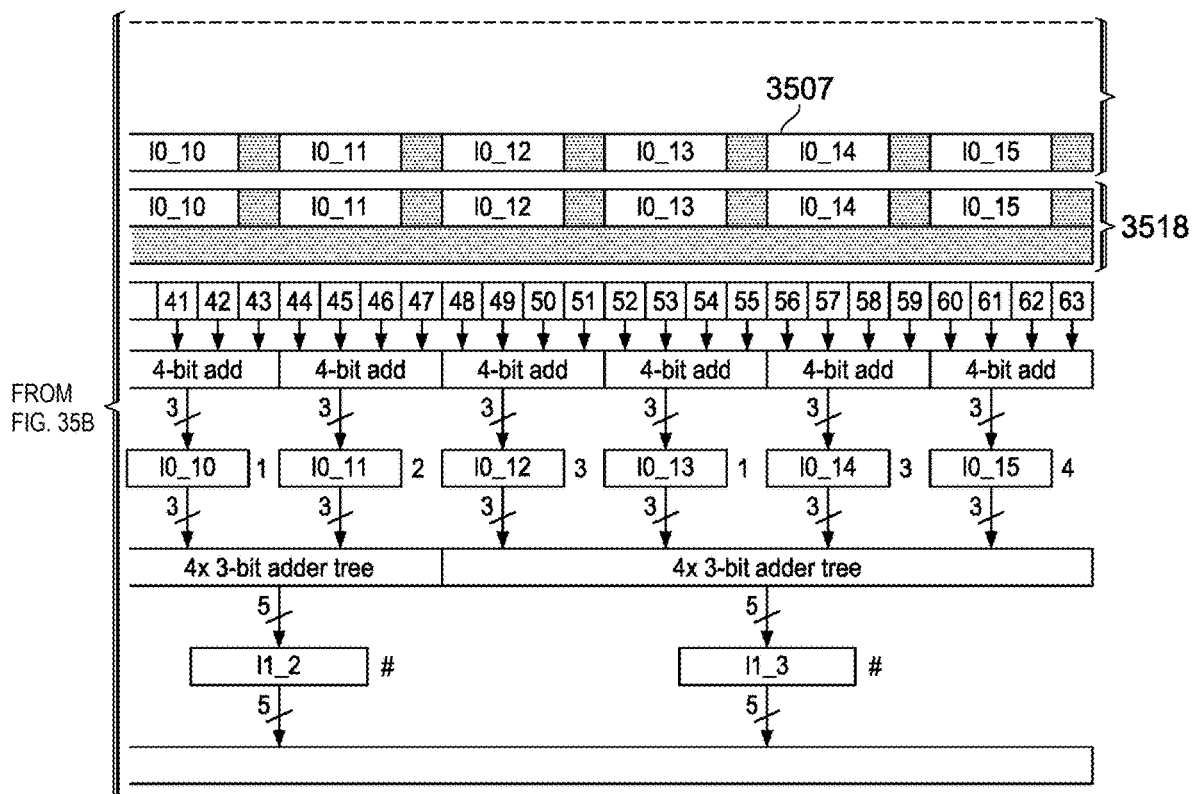 3507
I0_10 I0_11 I0_12 I0_13 I0_14 I0_15
I0_10 I0_11 I0_12 I0_13 I0_14 I0_15
3518
41 42 43 44 45 46 47 48 49 50 51 52 53 54 55 56 57 58 59 60 61 62 63
4-bit add 4-bit add 4-bit add 4-bit add 4-bit add 4-bit add
FROM
FIG. 35B
3 3 3 3 3 3
I0_10 1 I0_11 2 I0_12 3 I0_13 1 I0_14 3 I0_15 4
3 3 3 3 3 3
4x 3-bit adder tree 4x 3-bit adder tree
5 5
I1_2 # I1_3 #
5 5